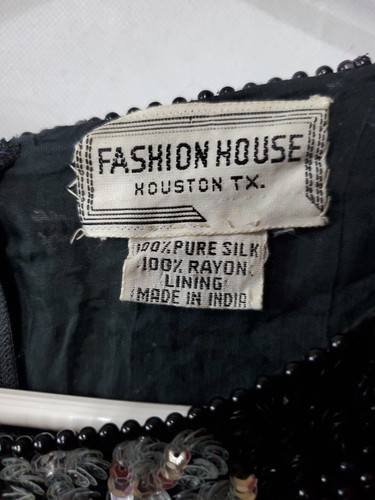 FASHION HOUSE
HOUSTON TX.
100% PURE SILK
100% RAYON
LINING
MADE IN INDIA